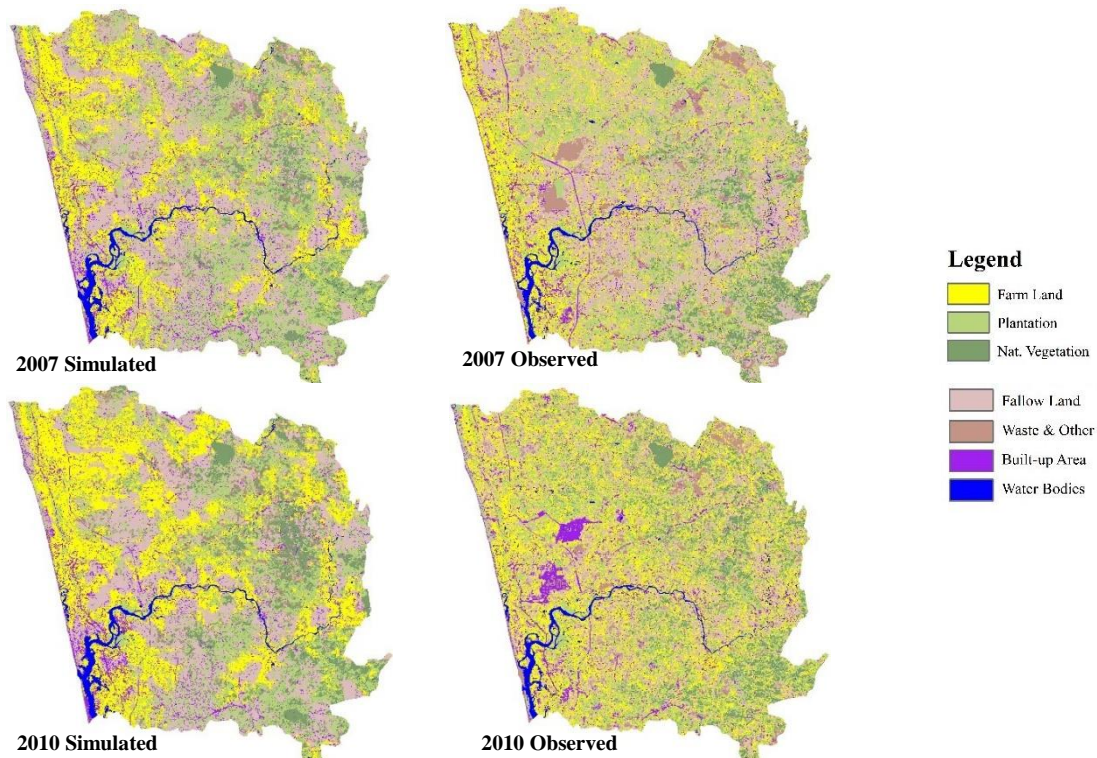 2007 Simulated
2007 Observed
Legend
Farm Land
Plantation
Nat. Vegetation
Fallow Land
Waste & Other
Built-up Area
Water Bodies
2010 Simulated
2010 Observed